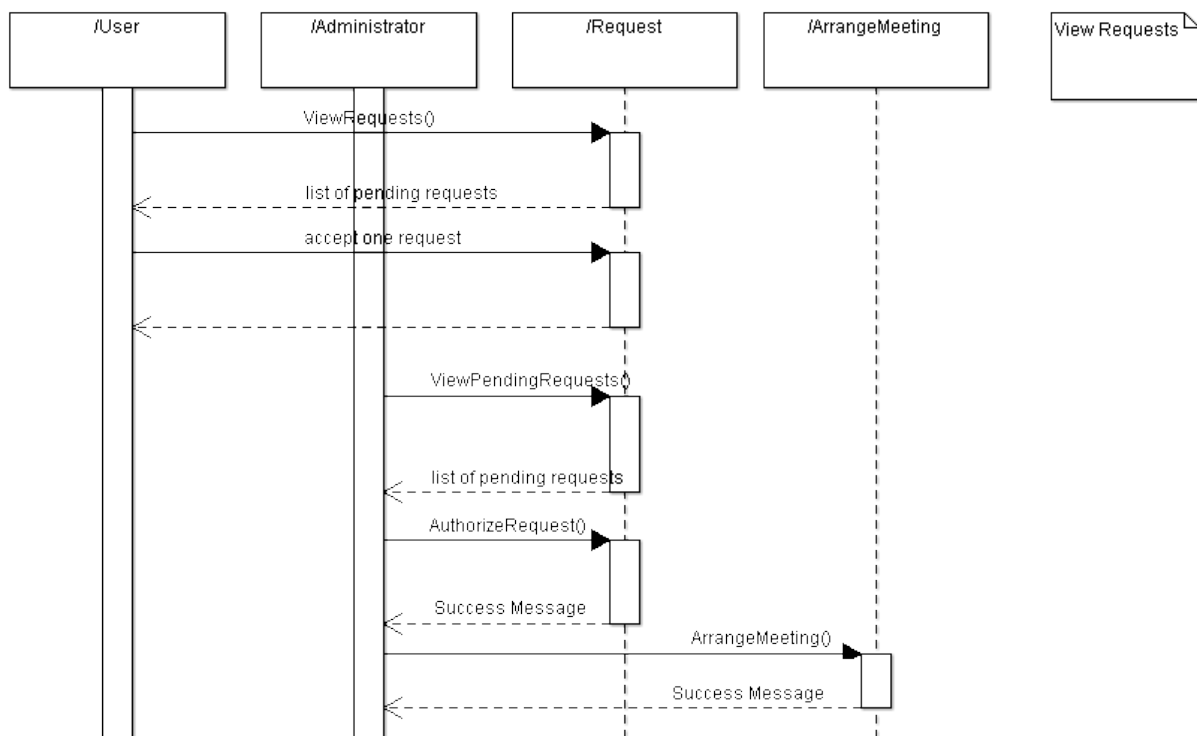 /User
/Administrator
/Request
/ArrangeMeeting
View Requests
ViewRequests()
list of pending requests
accept one request
ViewPendingRequests()
list of pending requests
AuthorizeRequest()
Success Message
ArrangeMeeting()
Success Message